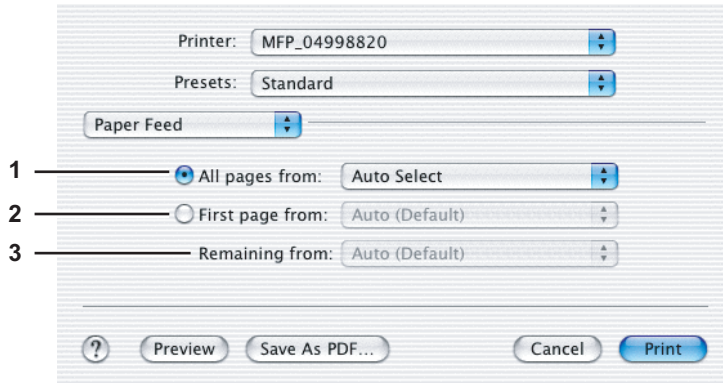 Printer: MFP_04998820
Presets: Standard
Paper Feed
1 All pages from: Auto Select
2 First page from: Auto (Default)
3 Remaining from: Auto (Default)
? Preview Save As PDF... Cancel Print